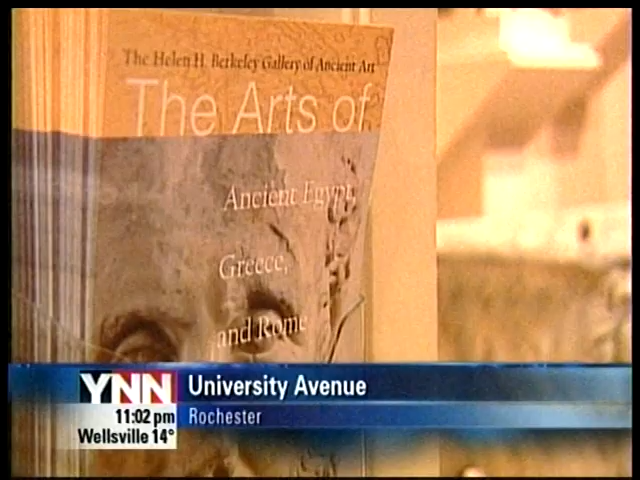 The Helen H. Berkeley Gallery of Ancient Art
The Arts of
Ancient Egypt,
Greece,
and Rome
YNN
University Avenue
11:02 pm
Rochester
Wellsville 14°